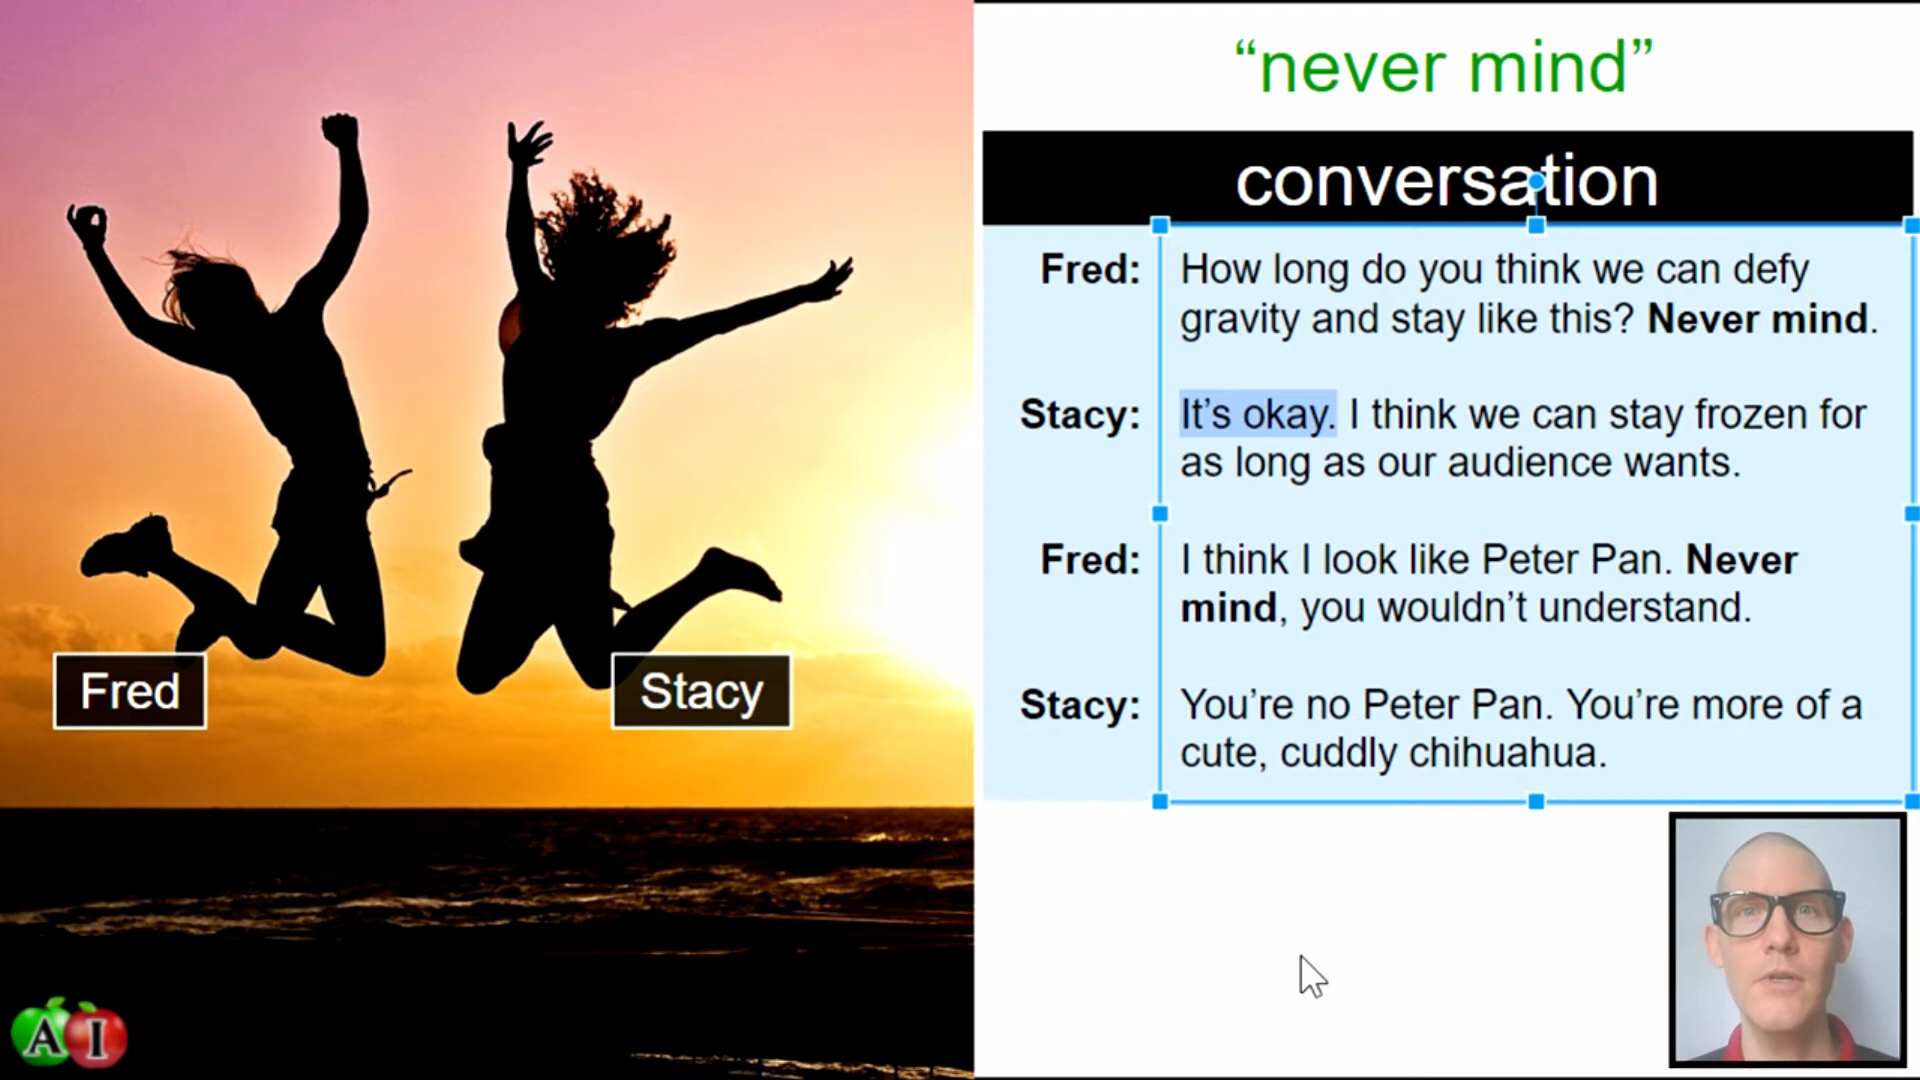 “never mind”
conversation
Fred: How long do you think we can defy
gravity and stay like this? Never mind.
Stacy: It’s okay. I think we can stay frozen for
as long as our audience wants.
Fred: I think I look like Peter Pan. Never
mind, you wouldn’t understand.
Stacy: You’re no Peter Pan. You’re more of a
cute, cuddly chihuahua.
Fred
Stacy
A I